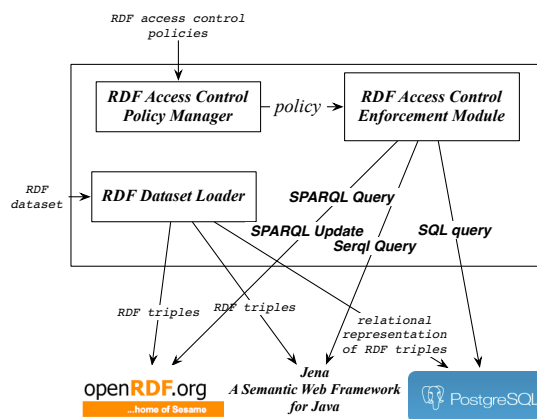 RDF access control
policies
RDF Access Control
Policy Manager
policy
RDF Access Control
Enforcement Module
RDF
dataset
RDF Dataset Loader
SPARQL Query
SPARQL Update
Serql Query
SQL query
RDF triples
RDF triples
relational
representation
of RDF triples
openRDF.org
...home of Sesame
Jena
A Semantic Web Framework
for Java
PostgreSQL